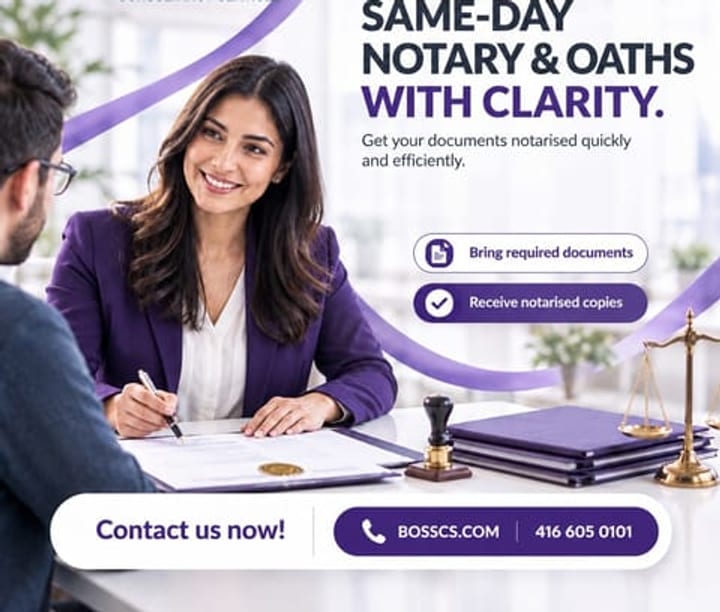 SAME-DAY
NOTARY & OATHS
WITH CLARITY.
Get your documents notarised quickly
and efficiently.
Bring required documents
Receive notarised copies
Contact us now!
BOSSCS.COM | 416 605 0101